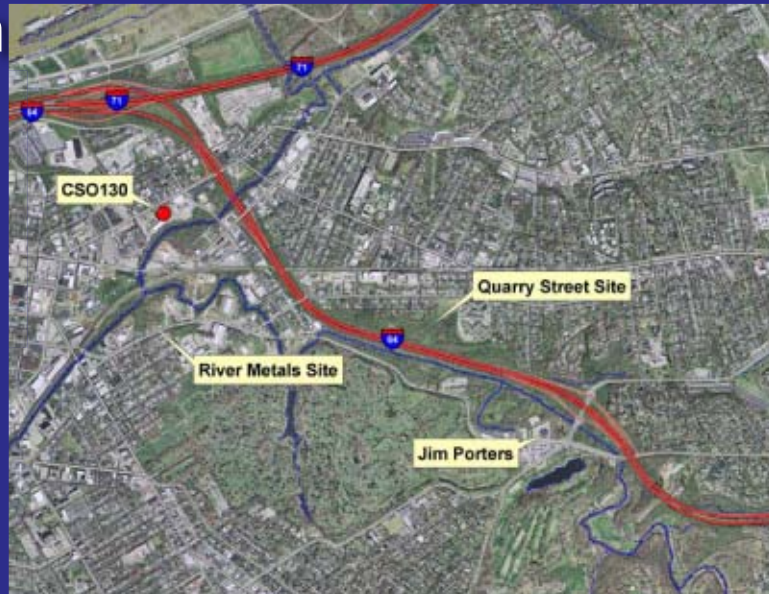 71
71
64
CSO130
Quarry Street Site
64
River Metals Site
Jim Porters